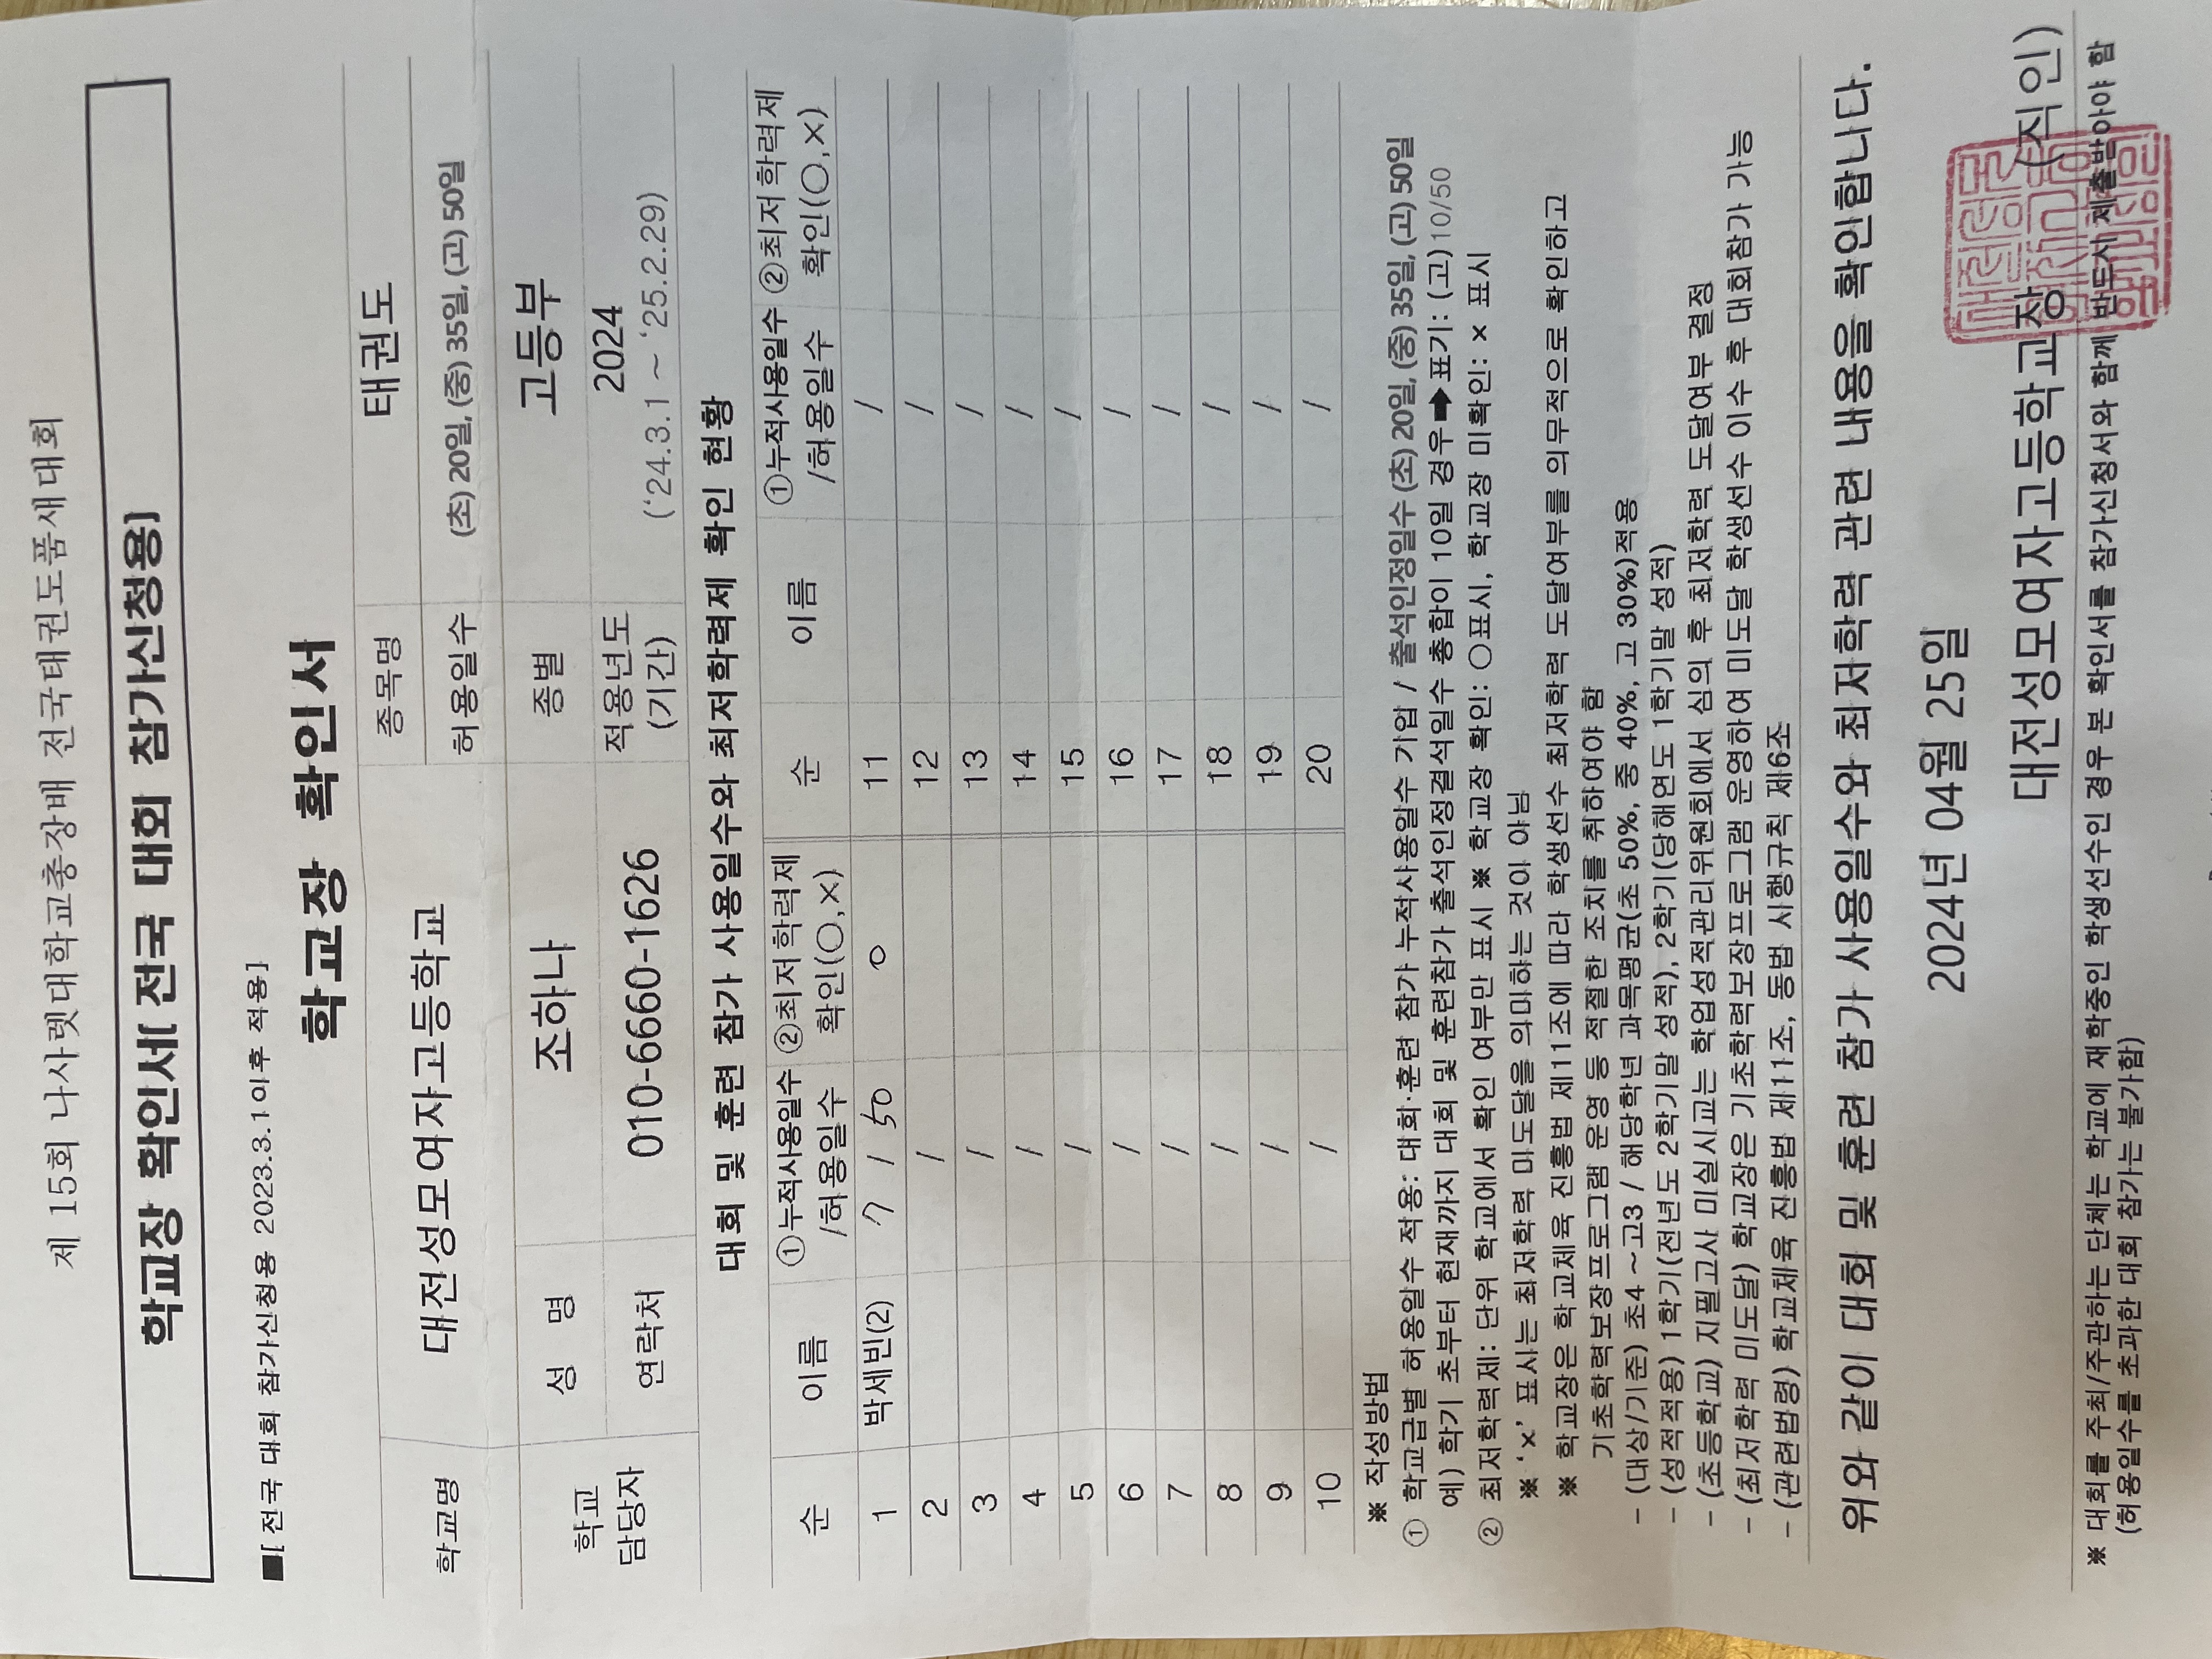 제 15회 나사렛대학교총장배 전국태권도품새대회
학교장 확인서[전국 대회 참가신청용]
■[전국 대회 참가신청용 2023.3.1이후 적용]
학교장 확인서
학교명 대전성모여자고등학교 종목명 태권도
허용일수 (초) 20일, (중) 35일, (고) 50일
학교 담당자 성 명 조하나 종별 고등부
연락처 010-6660-1626 적용년도 (기간) 2024 ('24.3.1 ~ '25.2.29)
대회 및 훈련 참가 사용일수와 최저학력제 확인 현황
순 이름 ①누적사용일수 /허용일수 ②최저학력제 확인(○,×) 순 이름 ①누적사용일수 /허용일수 ②최저학력제 확인(○,×)
1 박세빈(2) 7 / 50 ○ 11 /
2 / 12 /
3 / 13 /
4 / 14 /
5 / 15 /
6 / 16 /
7 / 17 /
8 / 18 /
9 / 19 /
10 / 20 /
※ 작성방법
① 학교급별 허용일수 적용: 대회·훈련 참가 누적사용일수 기입 / 출석인정일수 (초) 20일, (중) 35일, (고) 50일
예) 학기 초부터 현재까지 대회 및 훈련참가 출석인정결석일수 총합이 10일 경우➡표기: (고)10/50
② 최저학력제: 단위 학교에서 확인 여부만 표시 ※ 학교장 확인: ○표시, 학교장 미확인: × 표시
※ '×' 표시는 최저학력 미도달을 의미하는 것이 아님
※ 학교장은 학교체육 진흥법 제11조에 따라 학생선수 최저학력 도달여부를 의무적으로 확인하고
기초학력보장프로그램 운영 등 적절한 조치를 취하여야 함
- (대상/기준) 초4 ~고3 / 해당학년 과목평균(초 50%, 중 40%, 고 30%)적용
- (성적적용) 1학기(전년도 2학기말 성적), 2학기(당해연도 1학기말 성적)
- (초등학교) 지필고사 미실시교는 학업성적관리위원회에서 심의 후 최저학력 도달여부 결정
- (최저학력 미도달) 학교장은 기초학력보장프로그램 운영하여 미도달 학생선수 이수 후 대회참가 가능
- (관련법령) 학교체육 진흥법 제11조, 동법 시행규칙 제6조
위와 같이 대회 및 훈련 참가 사용일수와 최저학력 관련 내용을 확인합니다.
2024년 04월 25일
대전성모여자고등학교장 (직인)
※ 대회를 주최/주관하는 단체는 학교에 재학중인 학생선수인 경우 본 확인서를 참가신청서와 함께 반드시 제출받아야 함
(허용일수를 초과한 대회 참가는 불가함)